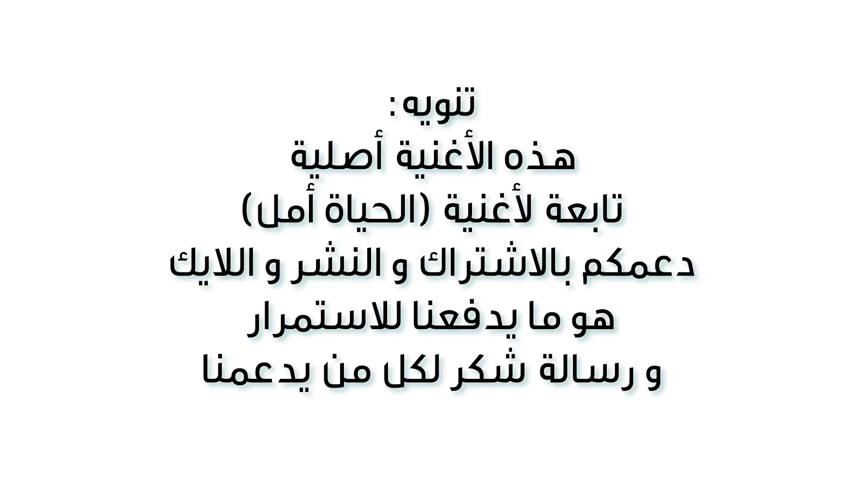 تنويه:
هذه الأغنية أصلية
تابعة لأغنية (الحياة أمل)
دعمكم بالاشتراك و النشر و اللايك
هو ما يدفعنا للاستمرار
و رسالة شكر لكل من يدعمنا